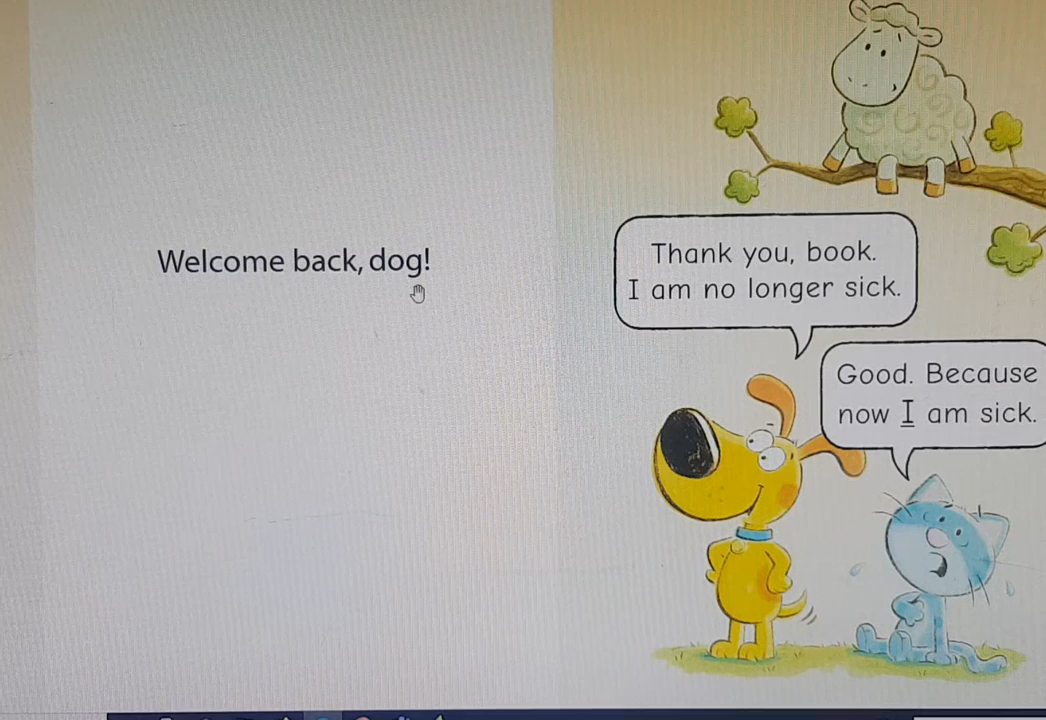 Welcome back, dog!
Thank you, book.
I am no longer sick.
Good. Because
now I am sick.